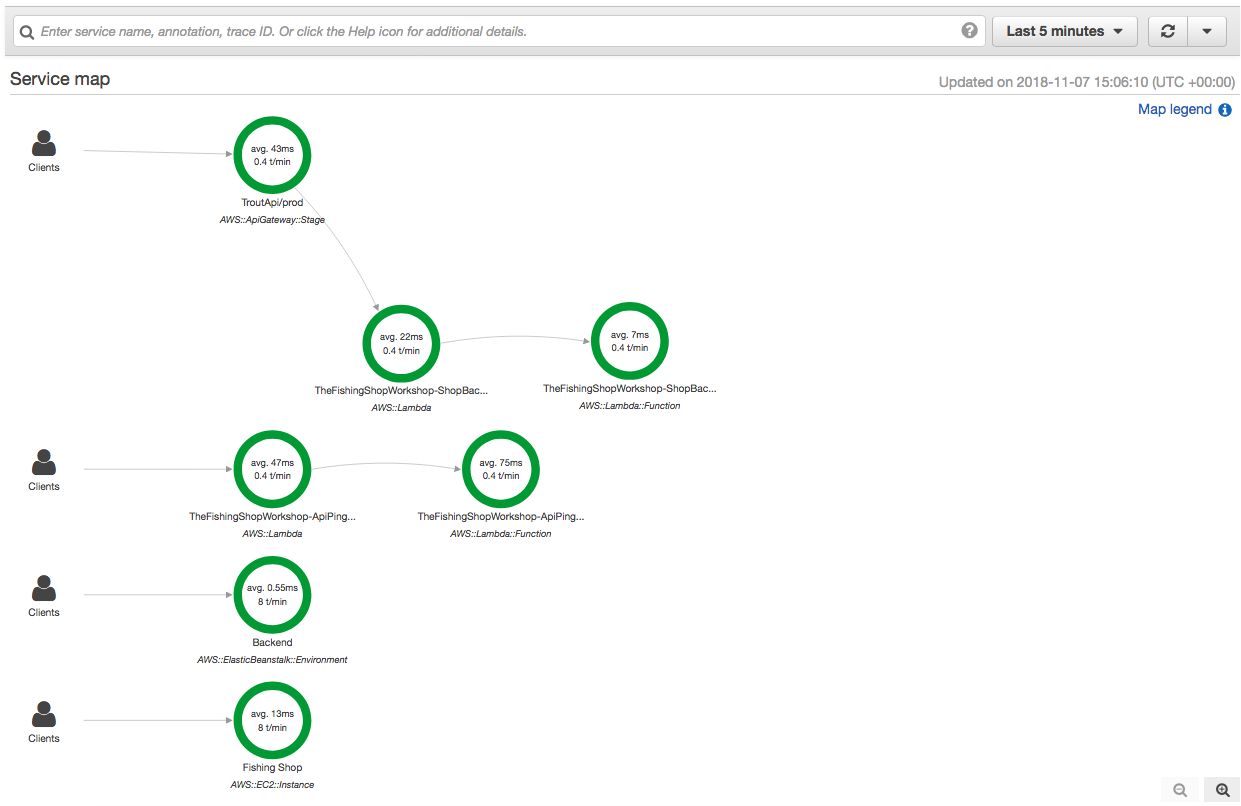 Enter service name, annotation, trace ID. Or click the Help icon for additional details.
?
Last 5 minutes
Service map
Updated on 2018-11-07 15:06:10 (UTC +00:00)
Map legend i
Clients
avg. 43ms
0.4 t/min
TroutApi/prod
AWS::ApiGateway::Stage
avg. 22ms
0.4 t/min
TheFishingShopWorkshop-ShopBac...
AWS::Lambda
avg. 7ms
0.4 t/min
TheFishingShopWorkshop-ShopBac...
AWS::Lambda::Function
Clients
avg. 47ms
0.4 t/min
TheFishingShopWorkshop-ApiPing...
AWS::Lambda
avg. 75ms
0.4 t/min
TheFishingShopWorkshop-ApiPing...
AWS::Lambda::Function
Clients
avg. 0.55ms
8 t/min
Backend
AWS::ElasticBeanstalk::Environment
Clients
avg. 13ms
8 t/min
Fishing Shop
AWS::EC2::Instance